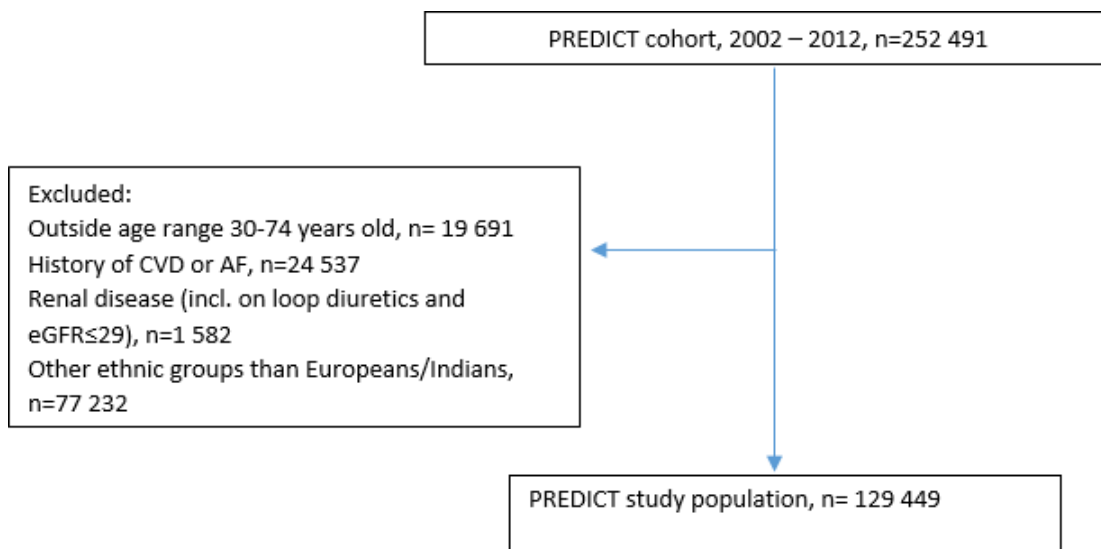 PREDICT cohort, 2002 – 2012, n=252 491
Excluded:
Outside age range 30-74 years old, n= 19 691
History of CVD or AF, n=24 537
Renal disease (incl. on loop diuretics and
eGFR≤29), n=1 582
Other ethnic groups than Europeans/Indians,
n=77 232
PREDICT study population, n= 129 449